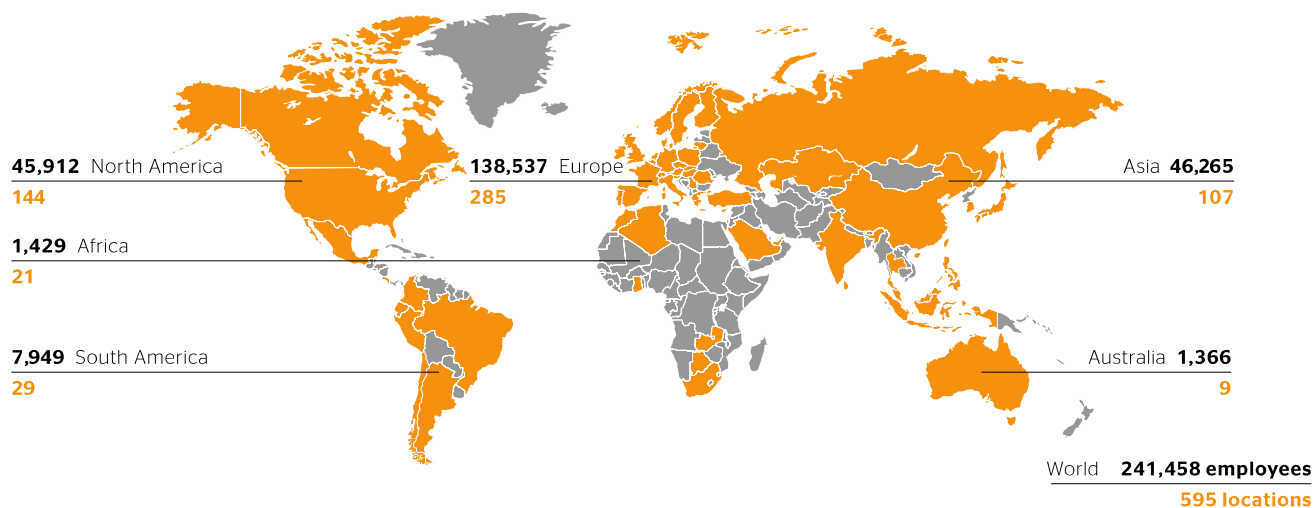 45,912 North America
144
138,537 Europe
285
Asia 46,265
107
1,429 Africa
21
7,949 South America
29
Australia 1,366
9
World 241,458 employees
595 locations